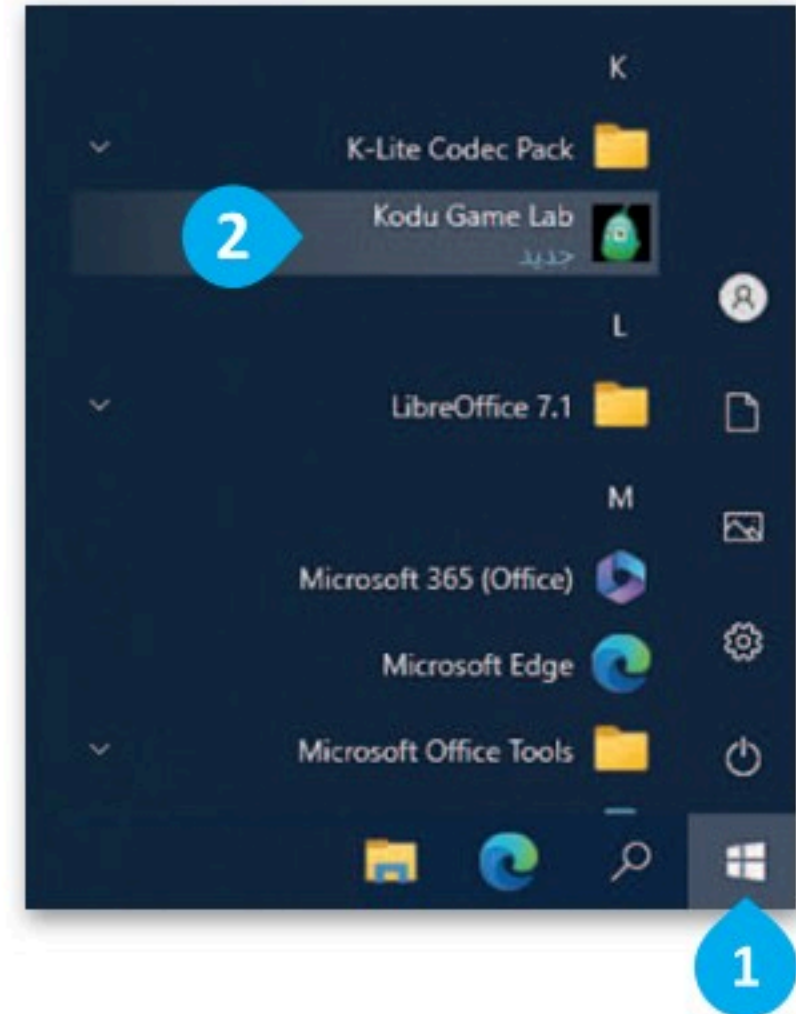 K
K-Lite Codec Pack
Kodu Game Lab
جديد
2
L
LibreOffice 7.1
M
Microsoft 365 (Office)
Microsoft Edge
Microsoft Office Tools
1